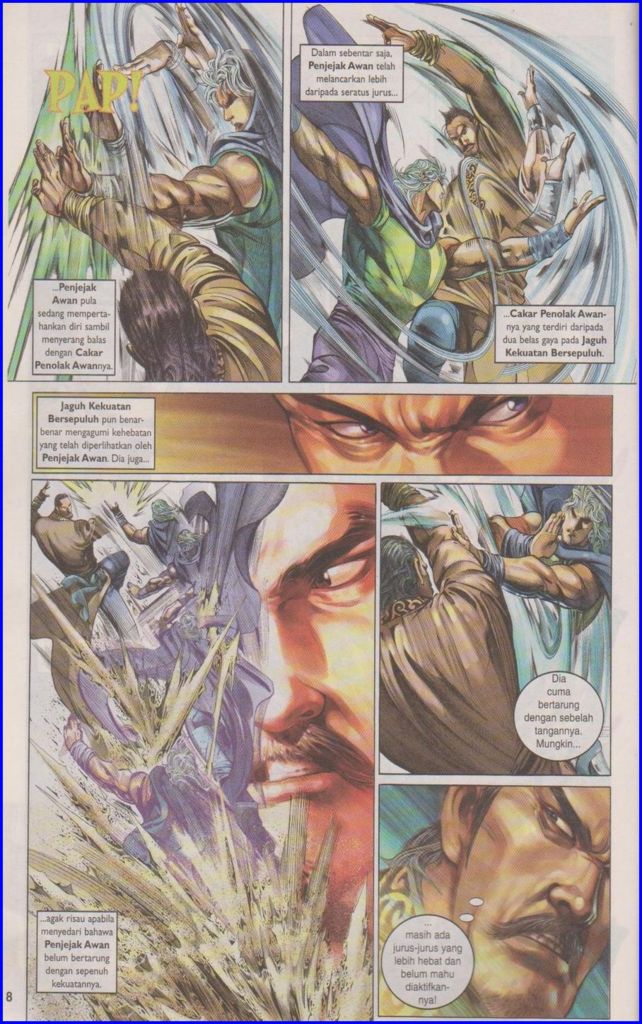 PAP!
...Penjejak
Awan pula
sedang memperta-
hankan diri sambil
menyerang balas
dengan Cakar
Penolak Awannya.
Dalam sebentar saja,
Penjejak Awan telah
melancarkan lebih
daripada seratus jurus...
...Cakar Penolak Awan-
nya yang terdiri daripada
dua belas gaya pada Jaguh
Kekuatan Bersepuluh.
Jaguh Kekuatan
Bersepuluh pun benar-
benar mengagumi kehebatan
yang telah diperlihatkan oleh
Penjejak Awan. Dia juga...
...agak risau apabila
menyedari bahawa
Penjejak Awan
belum bertarung
dengan sepenuh
kekuatannya.
Dia
cuma
bertarung
dengan sebelah
tangannya.
Mungkin...
...
masih ada
jurus-jurus yang
lebih hebat dan
belum mahu
diaktifkan-
nya!
8